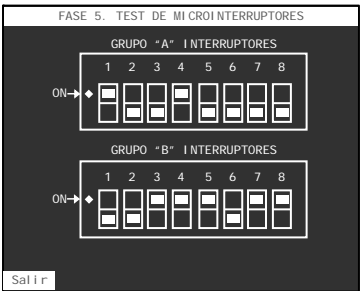 FASE 5. TEST DE MICROINTERRUPTORES
GRUPO “A” INTERRUPTORES
1 2 3 4 5 6 7 8
ON
GRUPO “B” INTERRUPTORES
1 2 3 4 5 6 7 8
ON
Salir